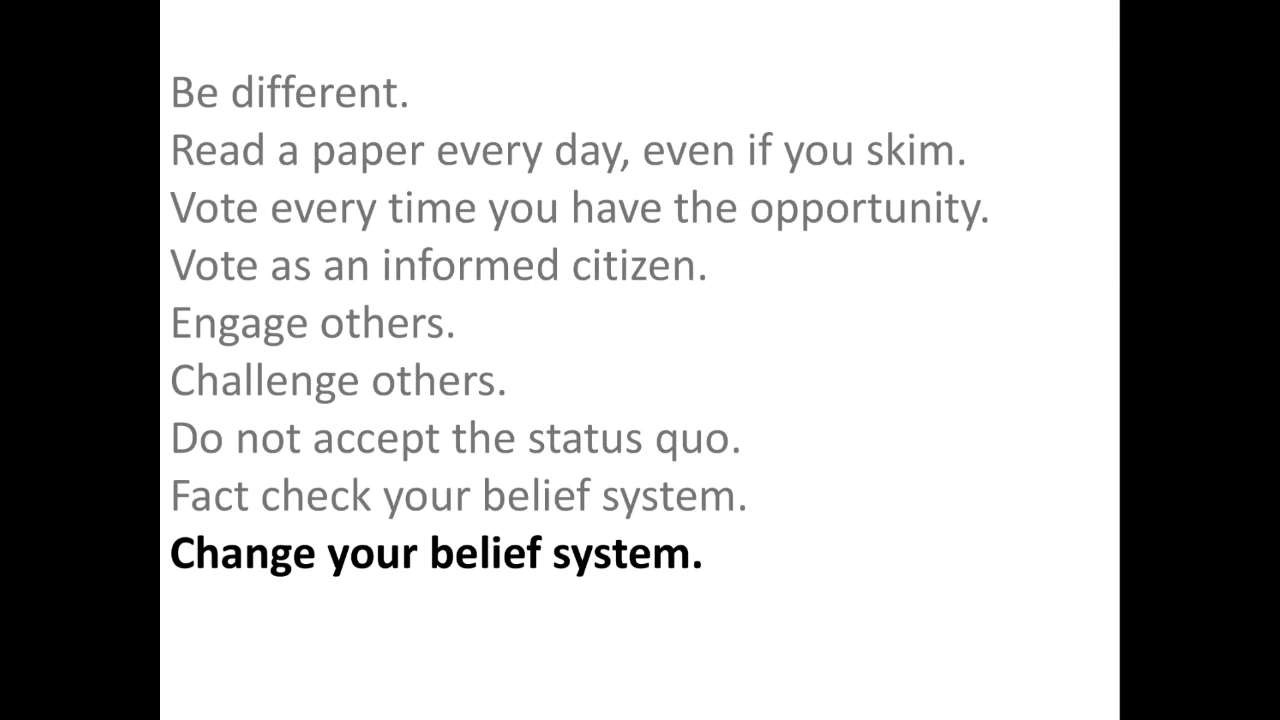 Be different.
Read a paper every day, even if you skim.
Vote every time you have the opportunity.
Vote as an informed citizen.
Engage others.
Challenge others.
Do not accept the status quo.
Fact check your belief system.
Change your belief system.